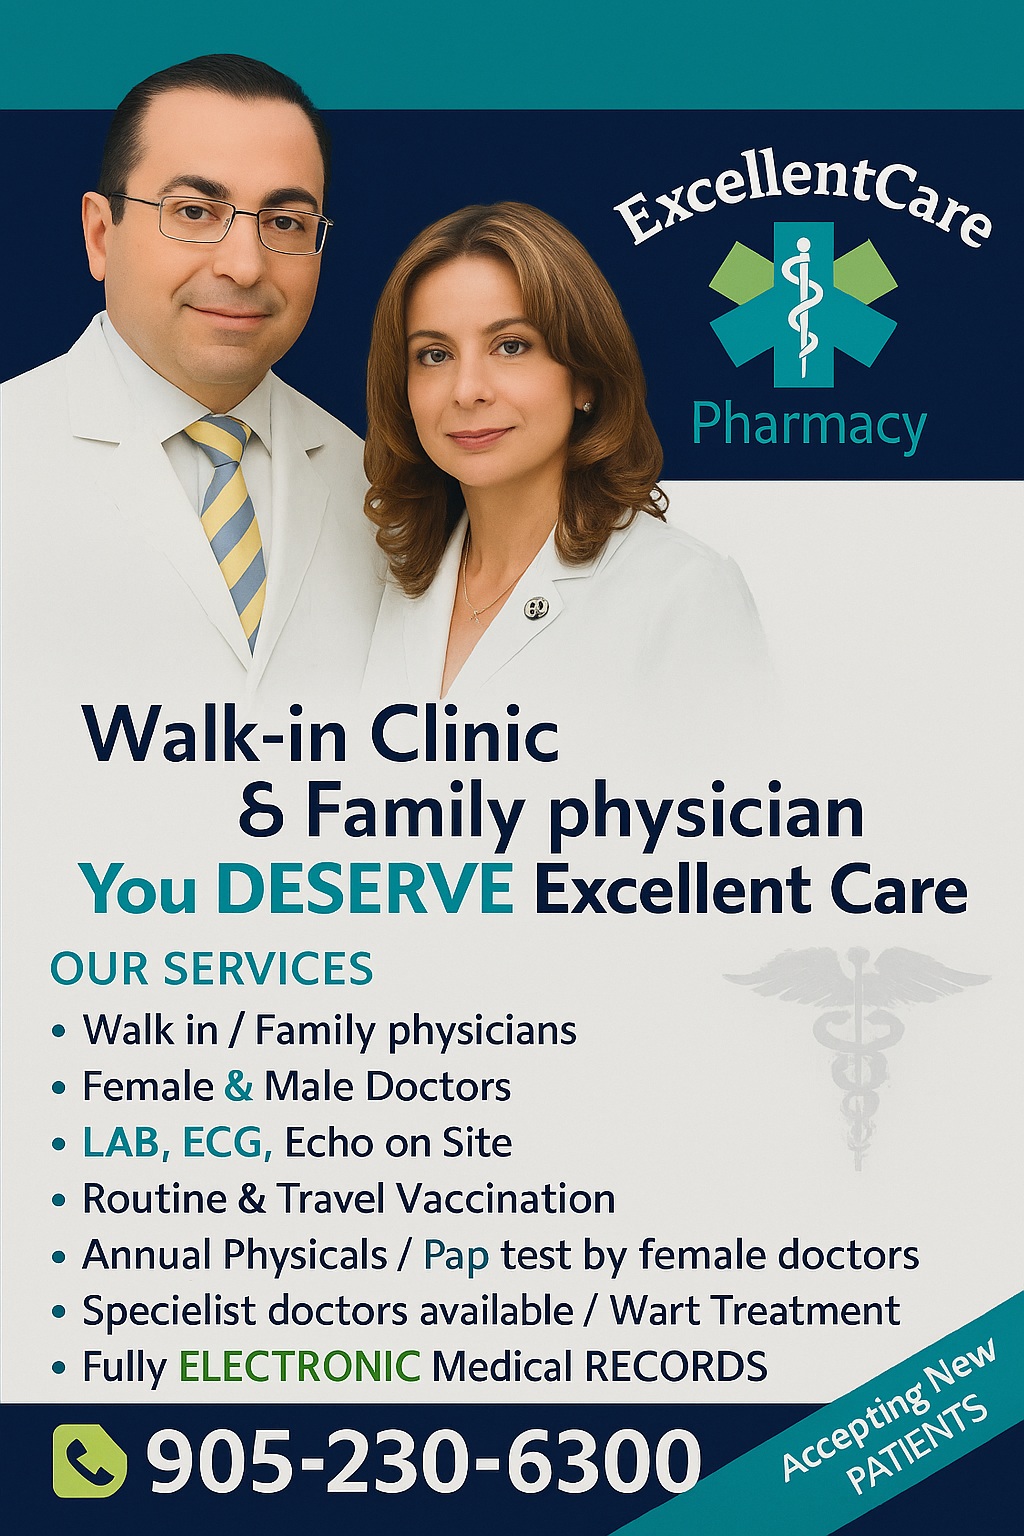 ExcellentCare
Pharmacy
Walk-in Clinic
& Family physician
You DESERVE Excellent Care
OUR SERVICES
• Walk in / Family physicians
• Female & Male Doctors
• LAB, ECG, Echo on Site
• Routine & Travel Vaccination
• Annual Physicals / Pap test by female doctors
• Specielist doctors available / Wart Treatment
• Fully ELECTRONIC Medical RECORDS
905-230-6300
Accepting New
PATIENTS